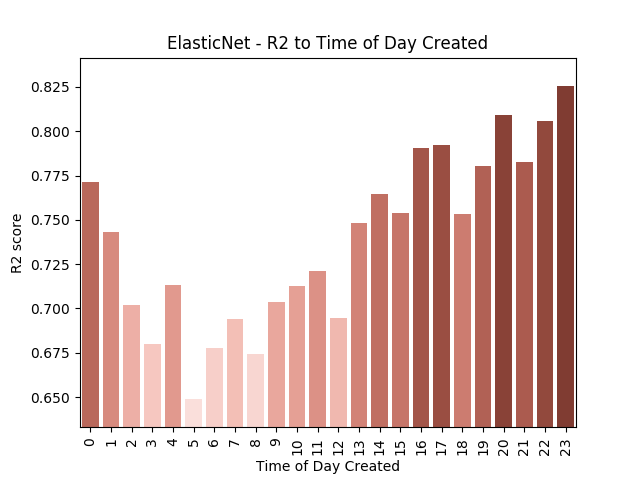 ElasticNet - R2 to Time of Day Created
R2 score
0.825
0.800
0.775
0.750
0.725
0.700
0.675
0.650
0 1 2 3 4 5 6 7 8 9 10 11 12 13 14 15 16 17 18 19 20 21 22 23
Time of Day Created